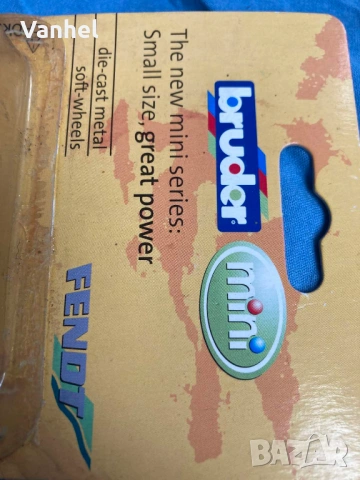 Vanhel
bruder
mini
The new mini series:
Small size, great power
die-cast metal
soft-wheels
FENDT
BAZAR